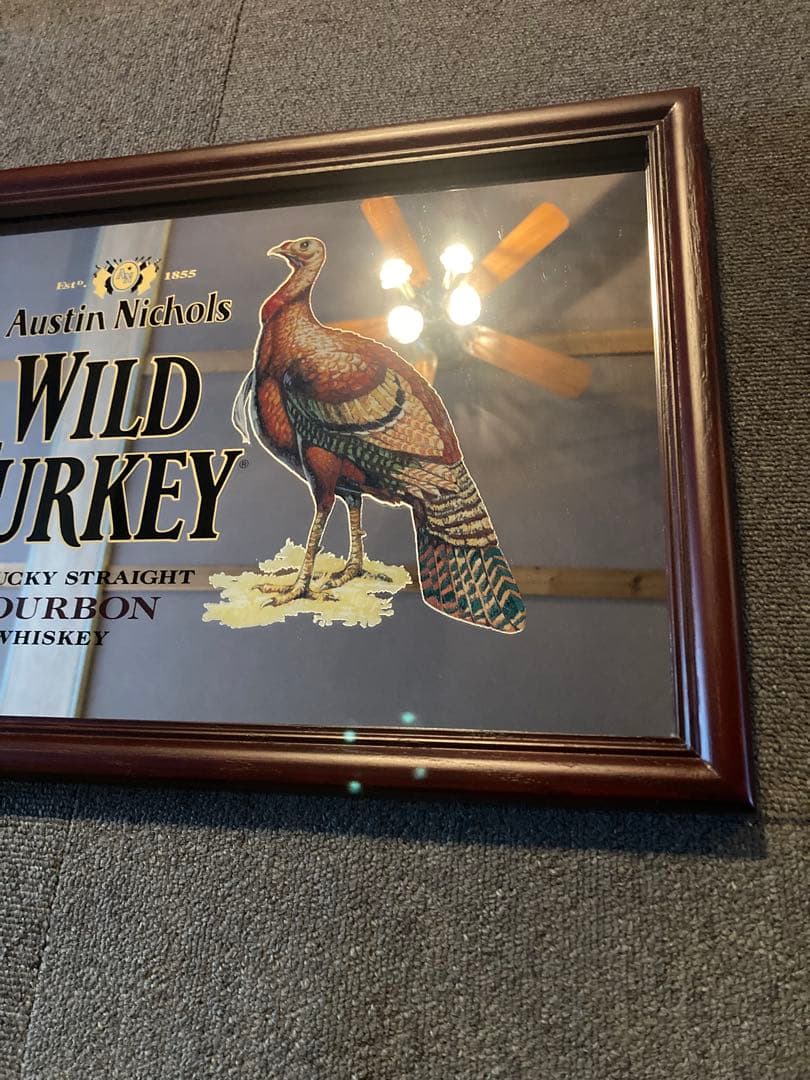 Estᴰ. 1855
Austin Nichols
WILD
URKEY®
UCKY STRAIGHT
OURBON
WHISKEY